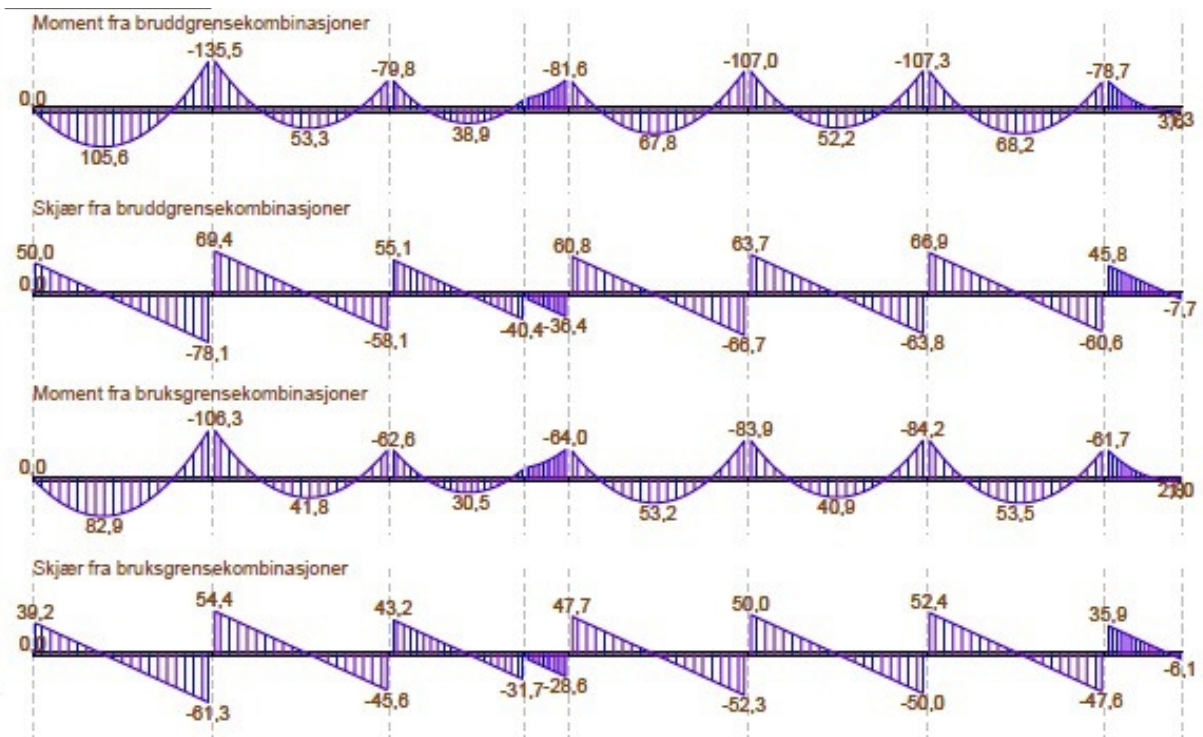 Moment fra bruddgrensekombinasjoner
-135,5
-79,8 -81,6 -107,0 -107,3 -78,7
0,0
105,6 53,3 38,9 67,8 52,2 68,2
Skjær fra bruddgrensekombinasjoner
50,0 69,4 55,1 60,8 63,7 66,9 45,8
0,0
-78,1 -58,1 -40,4 -36,4 -66,7 -63,8 -60,6 -7,7
Moment fra bruksgrensekombinasjoner
-106,3 -62,6 -64,0 -83,9 -84,2 -61,7
0,0
82,9 41,8 30,5 53,2 40,9 53,5
Skjær fra bruksgrensekombinasjoner
39,2 54,4 43,2 47,7 50,0 52,4 35,9
0,0
-61,3 -45,6 -31,7 -28,6 -52,3 -50,0 -47,6 -6,1